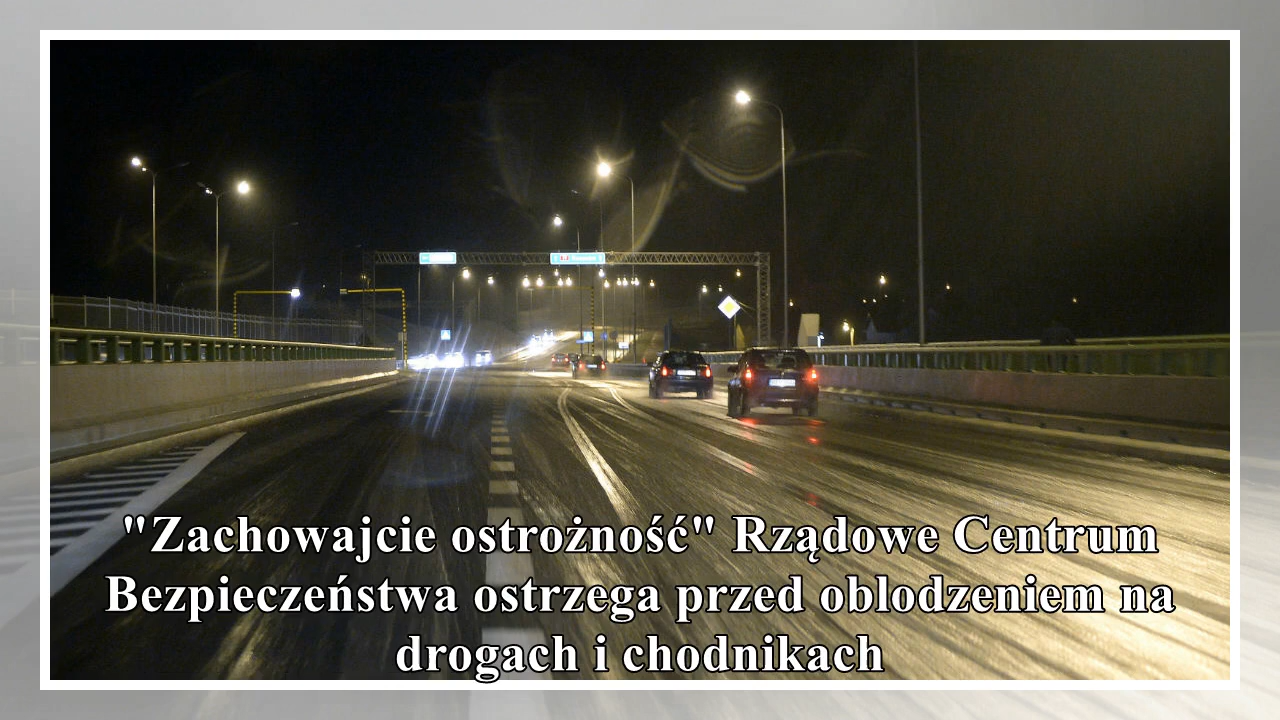 "Zachowajcie ostrożność" Rządowe Centrum
Bezpieczeństwa ostrzega przed oblodzeniem na
drogach i chodnikach